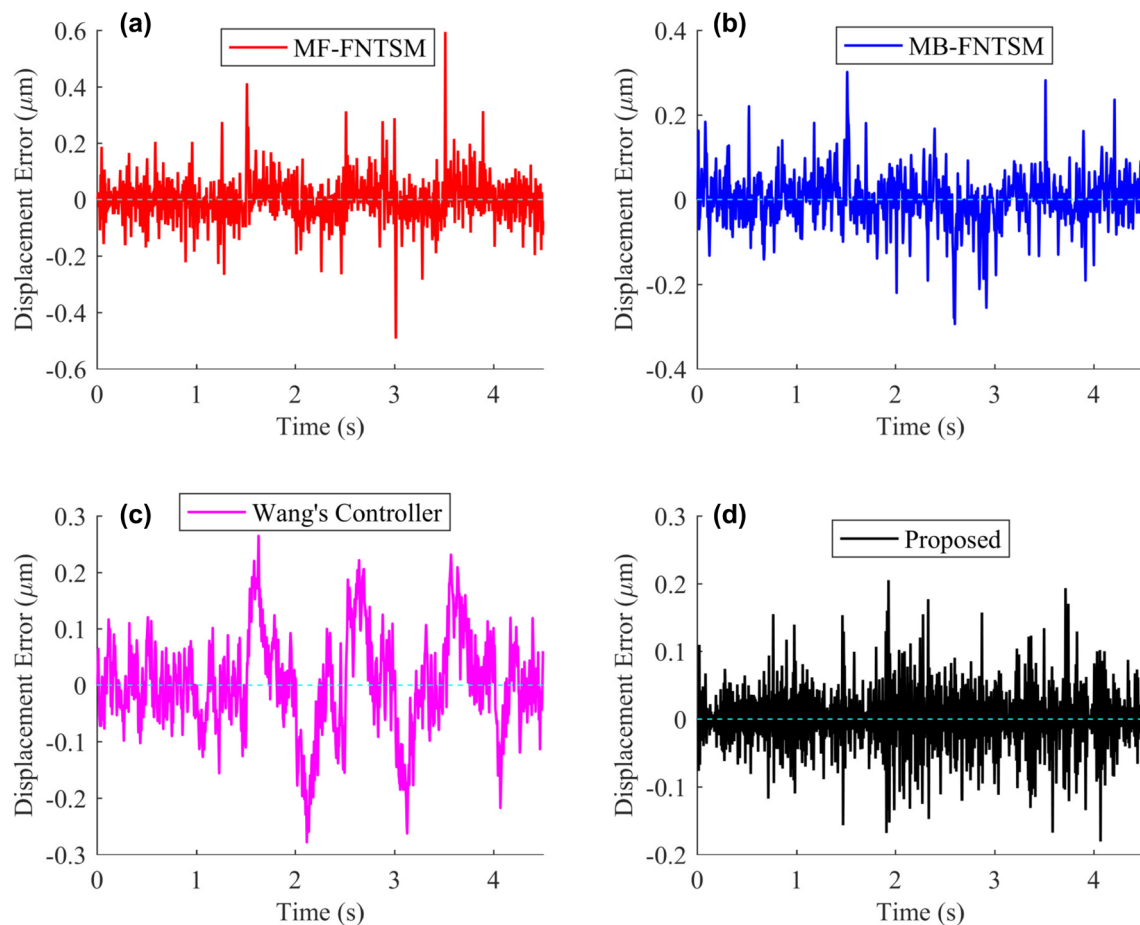 (a)
MF-FNTSM
Displacement Error (μm)
0.6
0.4
0.2
0
-0.2
-0.4
-0.6
0 1 2 3 4
Time (s)
(b)
MB-FNTSM
Displacement Error (μm)
0.4
0.2
0
-0.2
-0.4
0 1 2 3 4
Time (s)
(c)
Wang's Controller
Displacement Error (μm)
0.3
0.2
0.1
0
-0.1
-0.2
-0.3
0 1 2 3 4
Time (s)
(d)
Proposed
Displacement Error (μm)
0.3
0.2
0.1
0
-0.1
-0.2
0 1 2 3 4
Time (s)